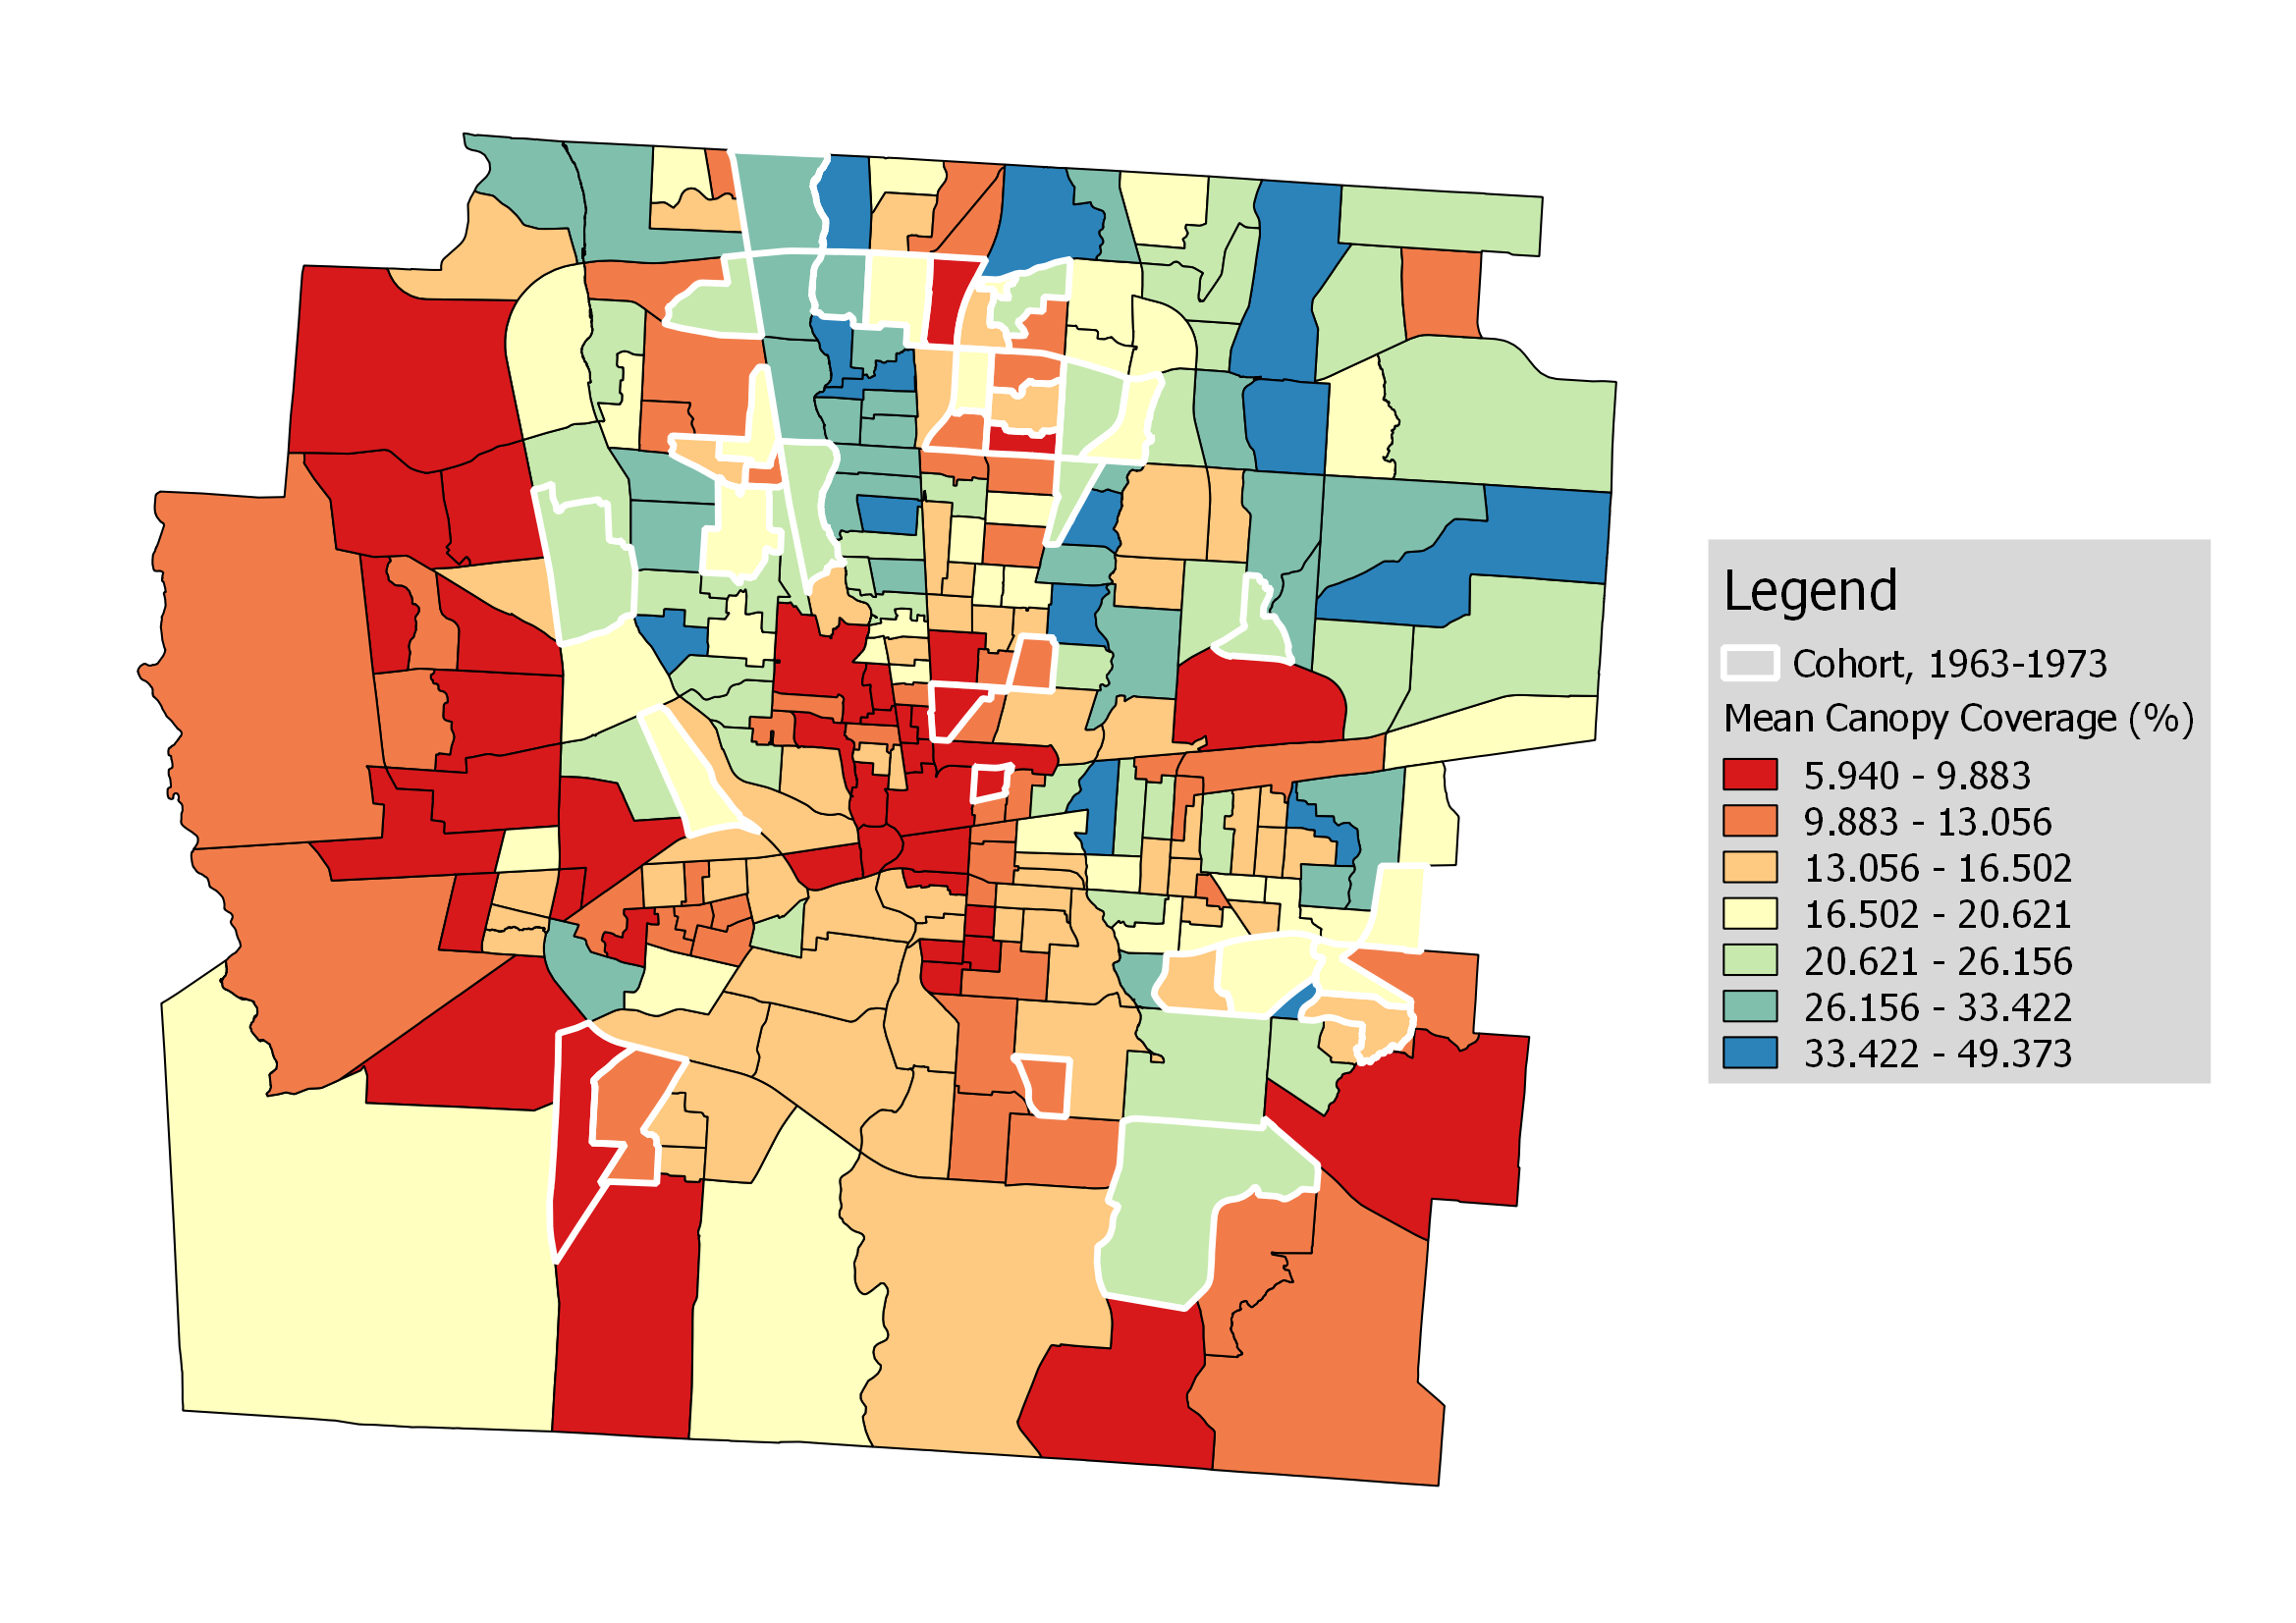 Legend
Cohort, 1963-1973
Mean Canopy Coverage (%)
5.940 - 9.883
9.883 - 13.056
13.056 - 16.502
16.502 - 20.621
20.621 - 26.156
26.156 - 33.422
33.422 - 49.373